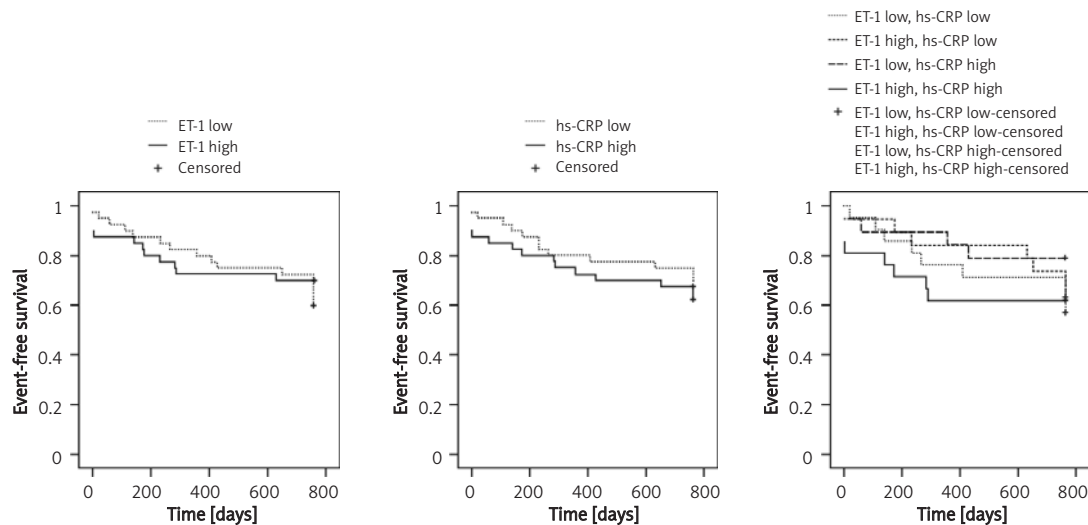 ET-1 low
ET-1 high
Censored
Event-free survival
1
0.8
0.6
0.4
0.2
0
0 200 400 600 800
Time [days]
hs-CRP low
hs-CRP high
Censored
Event-free survival
1
0.8
0.6
0.4
0.2
0
0 200 400 600 800
Time [days]
ET-1 low, hs-CRP low
ET-1 high, hs-CRP low
ET-1 low, hs-CRP high
ET-1 high, hs-CRP high
ET-1 low, hs-CRP low-censored
ET-1 high, hs-CRP low-censored
ET-1 low, hs-CRP high-censored
ET-1 high, hs-CRP high-censored
Event-free survival
1
0.8
0.6
0.4
0.2
0
0 200 400 600 800
Time [days]